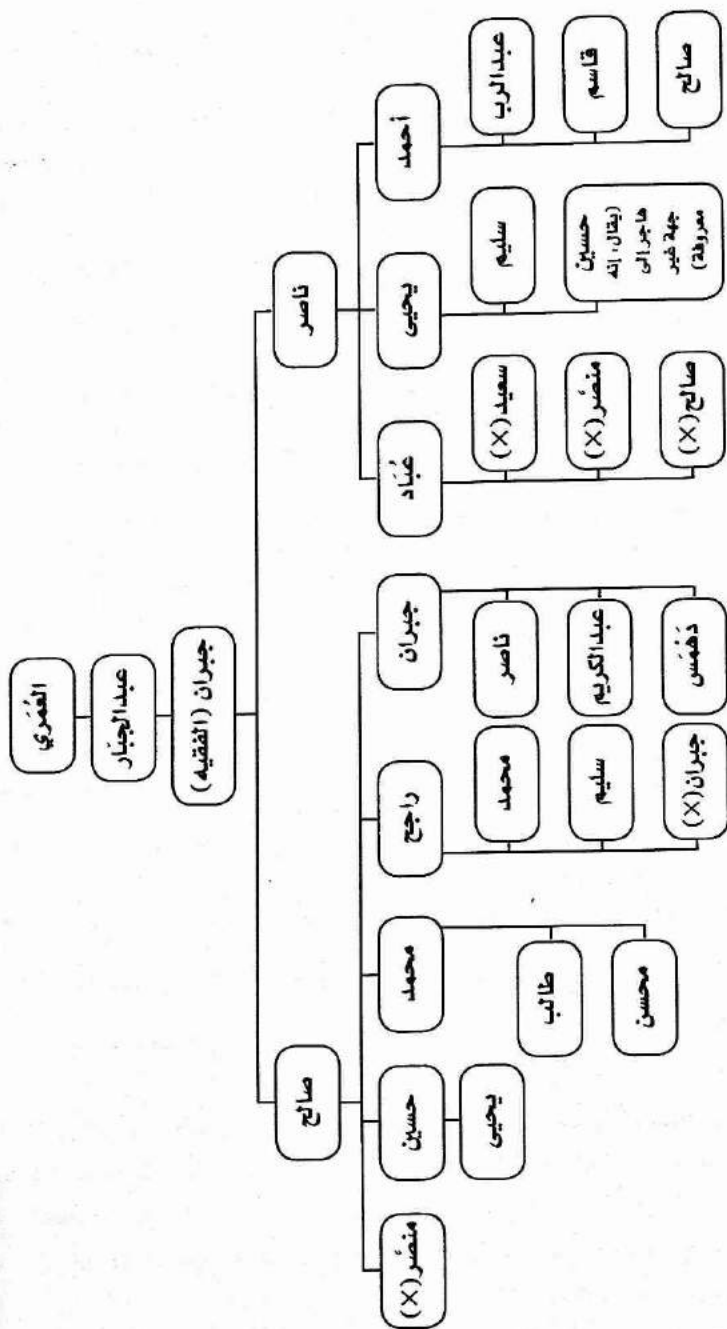 العُمَري
عبدالجبّار
جبران (الفقيه)
ناصر
صالح
أحمد
يحيى
عُبَاد
جبران
راجح
محمد
حسين
منصّر (X)
عبدالرب
قاسم
صالح
سليم
حسين
(يقال، إنه
هاجر إلى
جهة غير
معروفة)
سعيد (X)
منصّر (X)
صالح (X)
ناصر
عبدالكريم
دَهْمَس
محمد
سليم
جبران (X)
طالب
محسن
يحيى